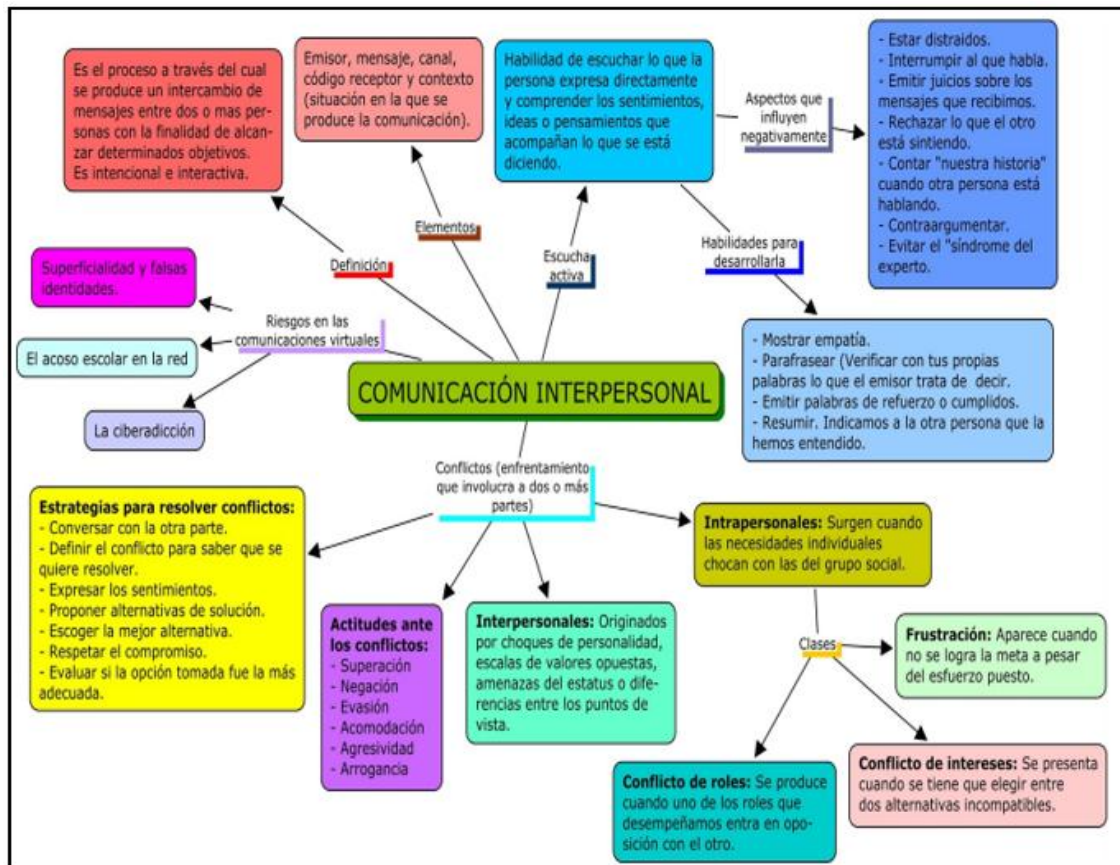 Es el proceso a través del cual
se produce un intercambio de
mensajes entre dos o mas per-
sonas con la finalidad de alcan-
zar determinados objetivos.
Es intencional e interactiva.
Emisor, mensaje, canal,
código receptor y contexto
(situación en la que se
produce la comunicación).
Habilidad de escuchar lo que la
persona expresa directamente
y comprender los sentimientos,
ideas o pensamientos que
acompañan lo que se está
diciendo.
Aspectos que
influyen
negativamente
- Estar distraidos.
- Interrumpir al que habla.
- Emitir juicios sobre los
mensajes que recibimos.
- Rechazar lo que el otro
está sintiendo.
- Contar "nuestra historia"
cuando otra persona está
hablando.
- Contraargumentar.
- Evitar el "síndrome del
experto.
Elementos
Definición
Escucha
activa
Habilidades para
desarrollarla
Superficialidad y falsas
identidades.
Riesgos en las
comunicaciones virtuales
El acoso escolar en la red
La ciberadicción
COMUNICACIÓN INTERPERSONAL
- Mostrar empatía.
- Parafrasear (Verificar con tus propias
palabras lo que el emisor trata de decir.
- Emitir palabras de refuerzo o cumplidos.
- Resumir. Indicamos a la otra persona que la
hemos entendido.
Conflictos (enfrentamiento
que involucra a dos o más
partes)
Estrategias para resolver conflictos:
- Conversar con la otra parte.
- Definir el conflicto para saber que se
quiere resolver.
- Expresar los sentimientos.
- Proponer alternativas de solución.
- Escoger la mejor alternativa.
- Respetar el compromiso.
- Evaluar si la opción tomada fue la más
adecuada.
Actitudes ante
los conflictos:
- Superación
- Negación
- Evasión
- Acomodación
- Agresividad
- Arrogancia
Interpersonales: Originados
por choques de personalidad,
escalas de valores opuestas,
amenazas del estatus o dife-
rencias entre los puntos de
vista.
Intrapersonales: Surgen cuando
las necesidades individuales
chocan con las del grupo social.
Clases
Frustración: Aparece cuando
no se logra la meta a pesar
del esfuerzo puesto.
Conflicto de roles: Se produce
cuando uno de los roles que
desempeñamos entra en opo-
sición con el otro.
Conflicto de intereses: Se presenta
cuando se tiene que elegir entre
dos alternativas incompatibles.